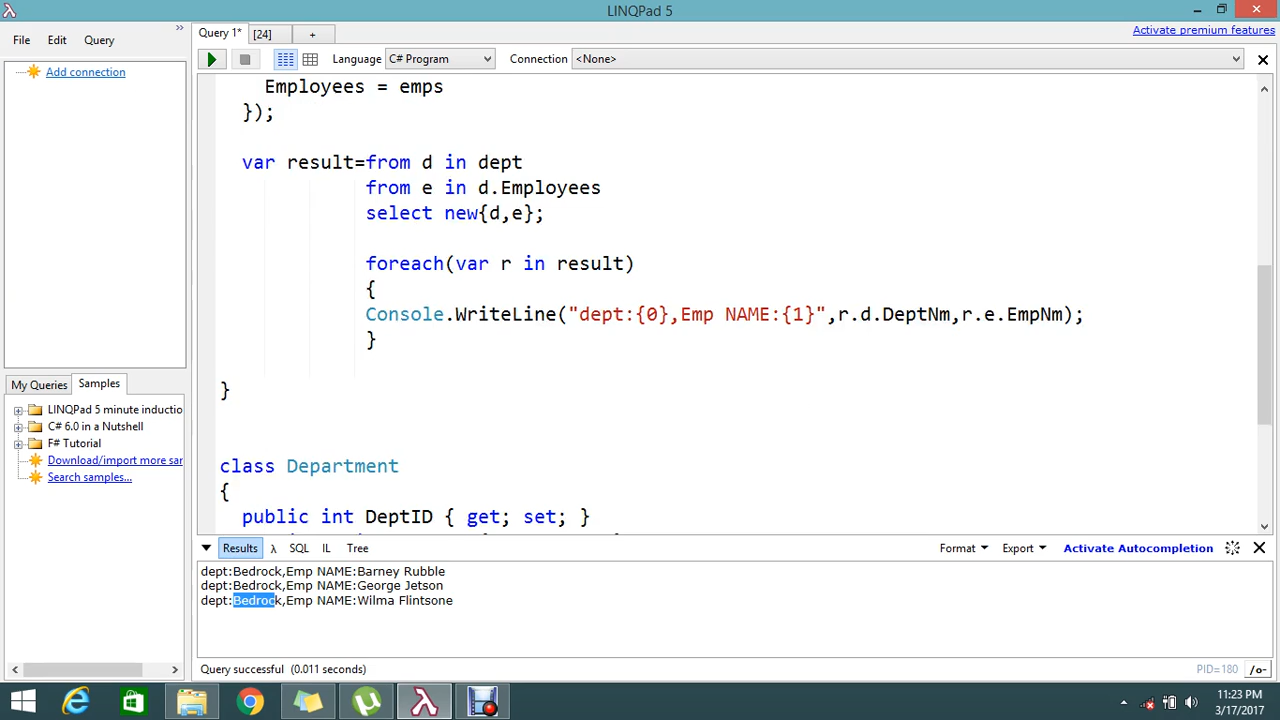 LINQPad 5
File Edit Query
Query 1* [24] +
Activate premium features
Language C# Program Connection <None>
Add connection
Employees = emps
});
var result=from d in dept
from e in d.Employees
select new{d,e};
foreach(var r in result)
{
Console.WriteLine("dept:{0},Emp NAME:{1}",r.d.DeptNm,r.e.EmpNm);
}
}
class Department
{
public int DeptID { get; set; }
My Queries Samples
LINQPad 5 minute inductio
C# 6.0 in a Nutshell
F# Tutorial
Download/import more sar
Search samples...
Results λ SQL IL Tree
Format Export Activate Autocompletion
dept:Bedrock,Emp NAME:Barney Rubble
dept:Bedrock,Emp NAME:George Jetson
dept:Bedrock,Emp NAME:Wilma Flintsone
Query successful (0.011 seconds)
PID=180 /o-
11:23 PM
3/17/2017